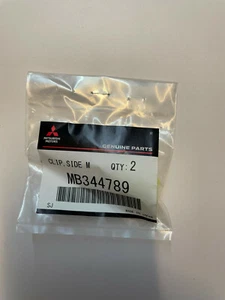 MITSUBISHI
MOTORS
GENUINE PARTS
CLIP,SIDE M QTY:2
MB344789
SJ